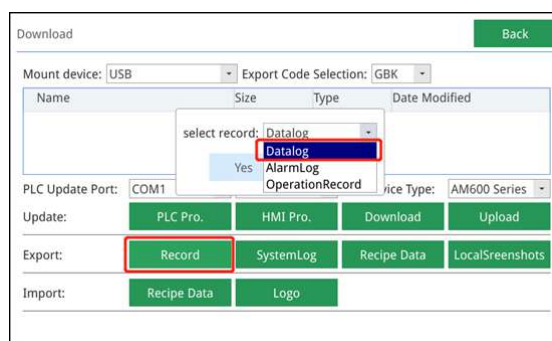 Download Back
Mount device: USB Export Code Selection: GBK
Name Size Type Date Modified
select record: Datalog
Datalog
Yes AlarmLog
OperationRecord
PLC Update Port: COM1 vice Type: AM600 Series
Update: PLC Pro. HMI Pro. Download Upload
Export: Record SystemLog Recipe Data LocalSreenshots
Import: Recipe Data Logo